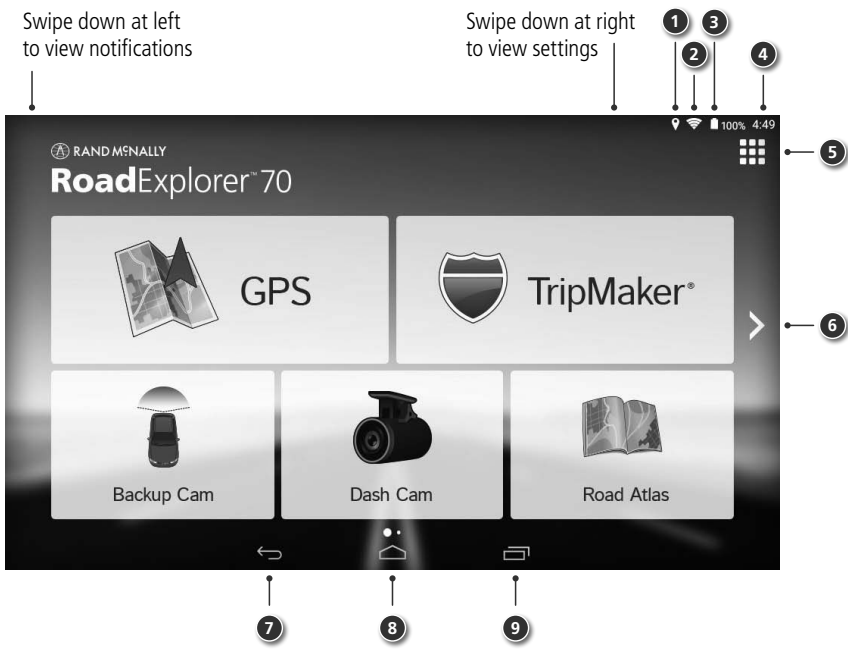 Swipe down at left
to view notifications
Swipe down at right
to view settings
1
2
3
4
100% 4:49
5
RAND MCNALLY
RoadExplorer™ 70
GPS
TripMaker®
6
Backup Cam
Dash Cam
Road Atlas
7
8
9